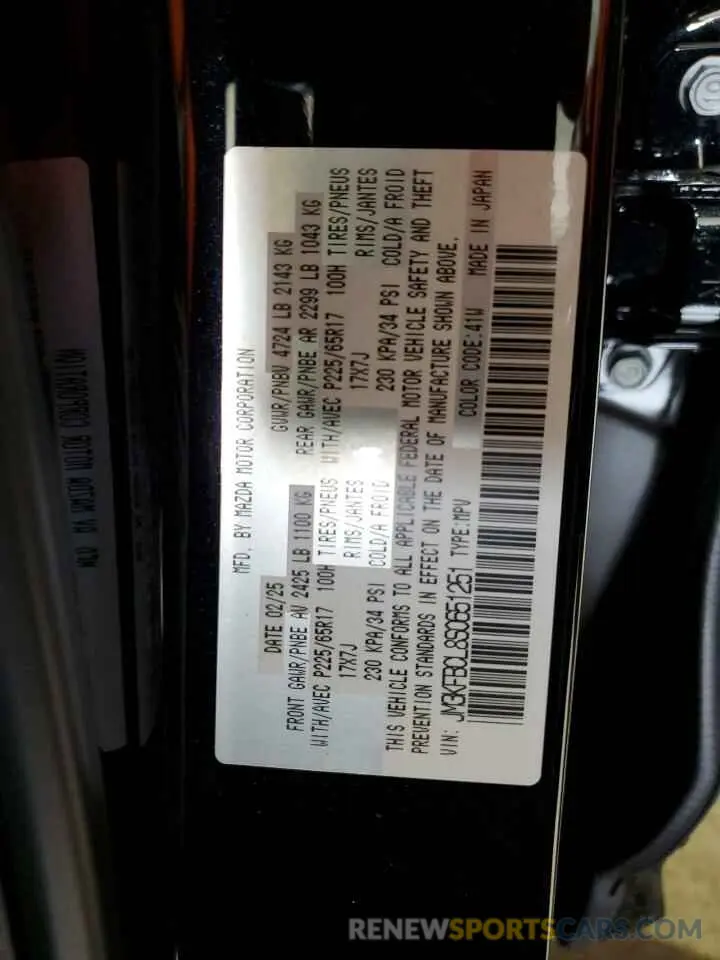 MFD. BY MAZDA MOTOR CORPORATION
DATE 02/25 GVWR/PNBV 4724 LB 2143 KG
FRONT GAWR/PNBE AV 2425 LB 1100 KG REAR GAWR/PNBE AR 2299 LB 1043 KG
WITH/AVEC P225/65R17 100H TIRES/PNEUS WITH/AVEC P225/65R17 100H TIRES/PNEUS
17X7J RIMS/JANTES 17X7J RIMS/JANTES
230 KPA/34 PSI COLD/A FROID 230 KPA/34 PSI COLD/A FROID
THIS VEHICLE CONFORMS TO ALL APPLICABLE FEDERAL MOTOR VEHICLE SAFETY AND THEFT
PREVENTION STANDARDS IN EFFECT ON THE DATE OF MANUFACTURE SHOWN ABOVE.
VIN: JM3KFBCL8S0651251 TYPE:MPV COLOR CODE:41W MADE IN JAPAN
RENEWSPORTSCARS.COM